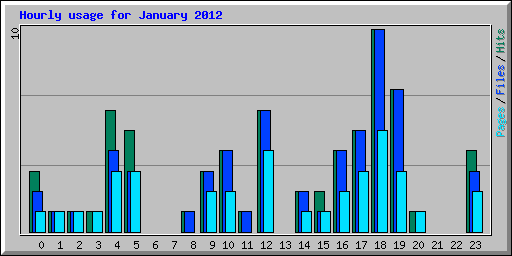 Hourly usage for January 2012
10
Pages/Files/Hits
0 1 2 3 4 5 6 7 8 9 10 11 12 13 14 15 16 17 18 19 20 21 22 23